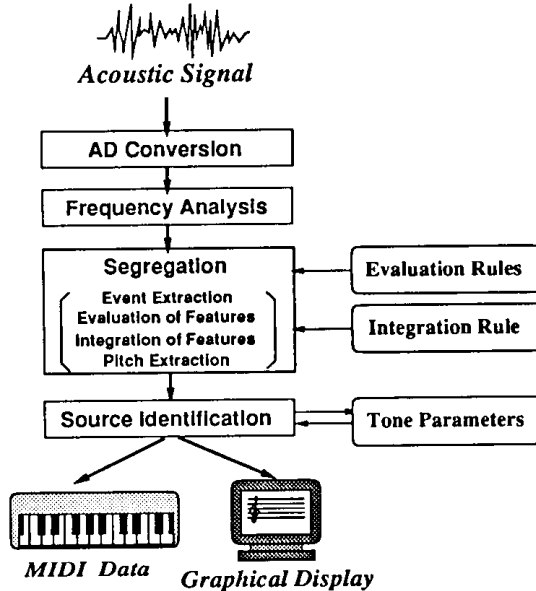 Acoustic Signal
AD Conversion
Frequency Analysis
Segregation
Event Extraction
Evaluation of Features
Integration of Features
Pitch Extraction
Evaluation Rules
Integration Rule
Source Identification
Tone Parameters
MIDI Data
Graphical Display